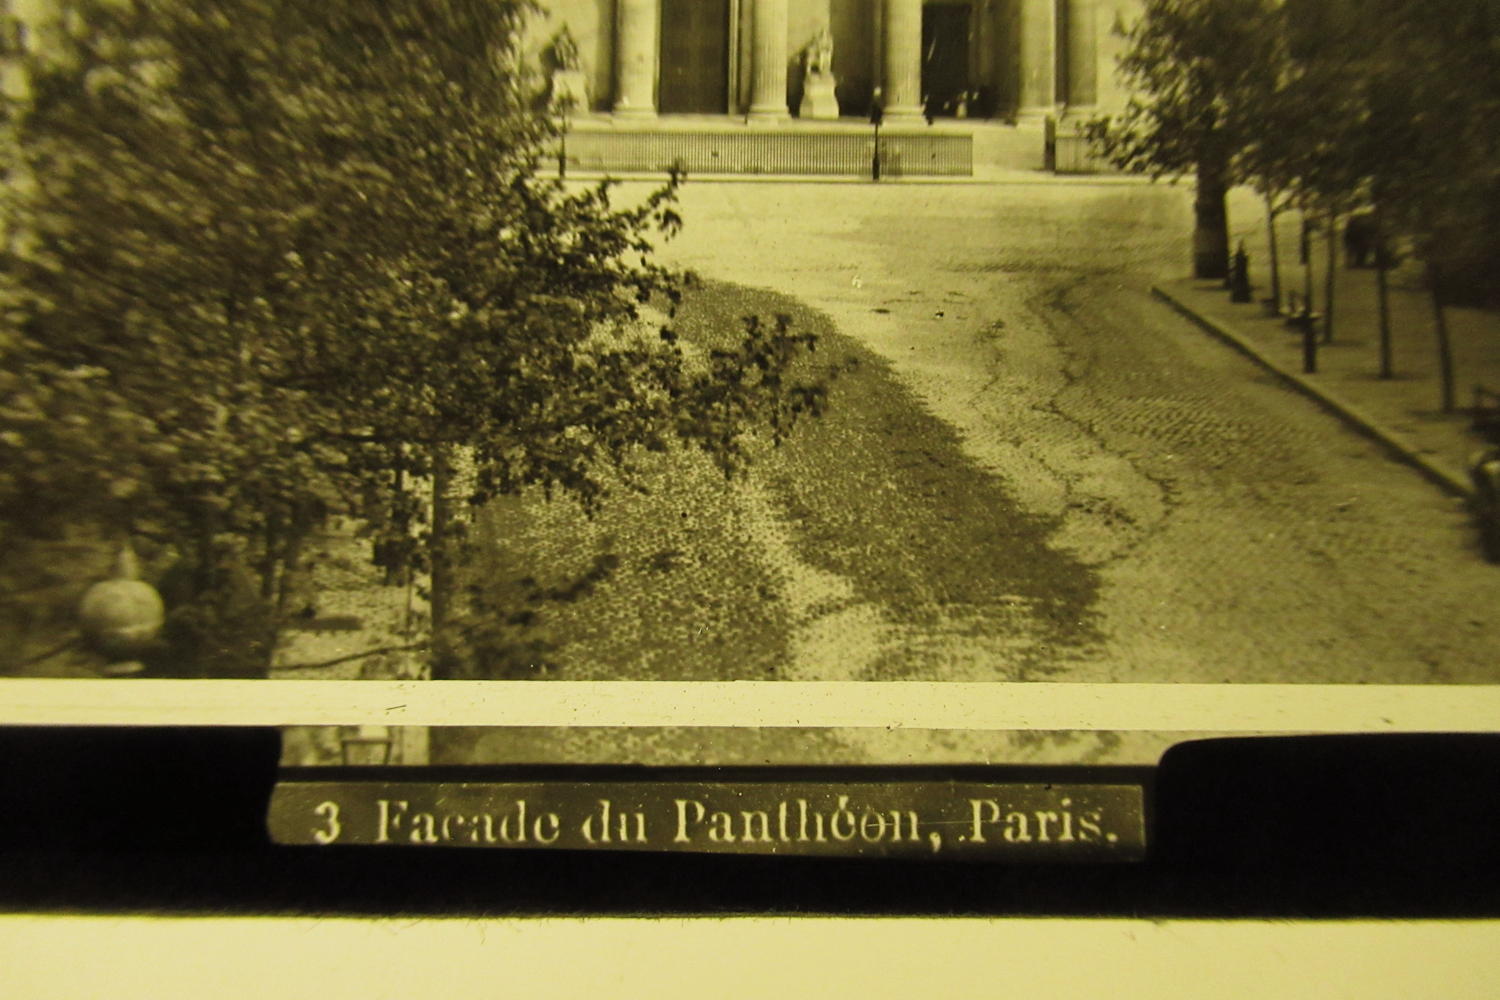 3 Facade du Panthéon, Paris.